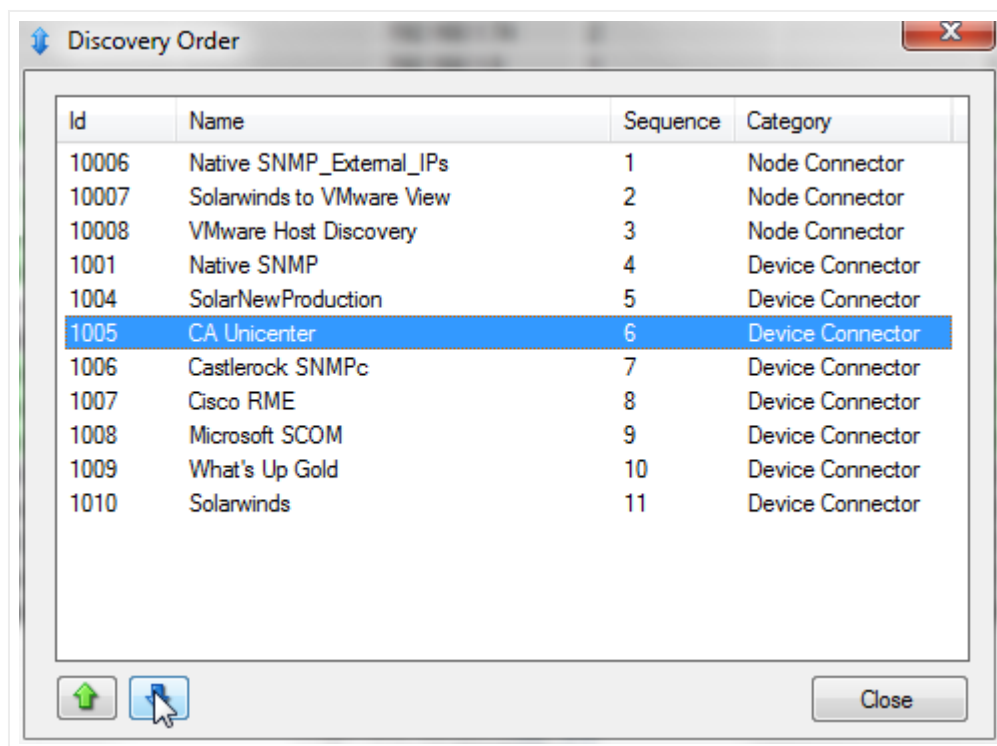 Discovery Order
Id Name Sequence Category
10006 Native SNMP_External_IPs 1 Node Connector
10007 Solarwinds to VMware View 2 Node Connector
10008 VMware Host Discovery 3 Node Connector
1001 Native SNMP 4 Device Connector
1004 SolarNewProduction 5 Device Connector
1005 CA Unicenter 6 Device Connector
1006 Castlerock SNMPc 7 Device Connector
1007 Cisco RME 8 Device Connector
1008 Microsoft SCOM 9 Device Connector
1009 What's Up Gold 10 Device Connector
1010 Solarwinds 11 Device Connector
Close